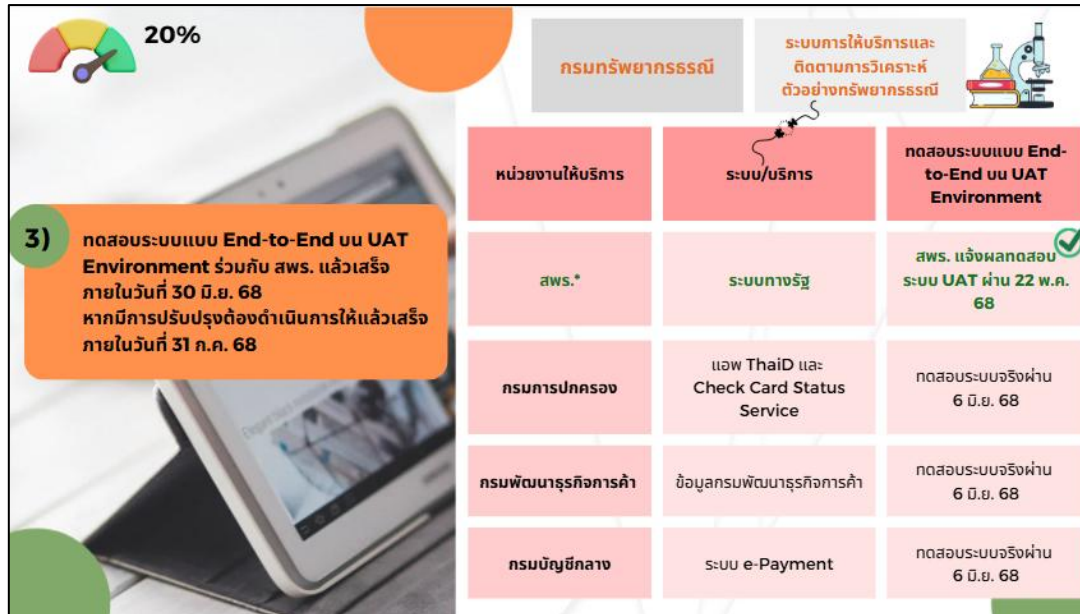 20%
กรมทรัพยากรธรณี
ระบบการให้บริการและ
ติดตามการวิเคราะห์
ตัวอย่างทรัพยากรธรณี
3)
ทดสอบระบบแบบ End-to-End บน UAT
Environment ร่วมกับ สพร. แล้วเสร็จ
ภายในวันที่ 30 มิ.ย. 68
หากมีการปรับปรุงต้องดำเนินการให้แล้วเสร็จ
ภายในวันที่ 31 ก.ค. 68
หน่วยงานให้บริการ
ระบบ/บริการ
ทดสอบระบบแบบ End-
to-End บน UAT
Environment
สพร.*
ระบบทางรัฐ
สพร. แจ้งผลทดสอบ
ระบบ UAT ผ่าน 22 พ.ค.
68
กรมการปกครอง
แอพ ThaiD และ
Check Card Status
Service
ทดสอบระบบจริงผ่าน
6 มิ.ย. 68
กรมพัฒนาธุรกิจการค้า
ข้อมูลกรมพัฒนาธุรกิจการค้า
ทดสอบระบบจริงผ่าน
6 มิ.ย. 68
กรมบัญชีกลาง
ระบบ e-Payment
ทดสอบระบบจริงผ่าน
6 มิ.ย. 68